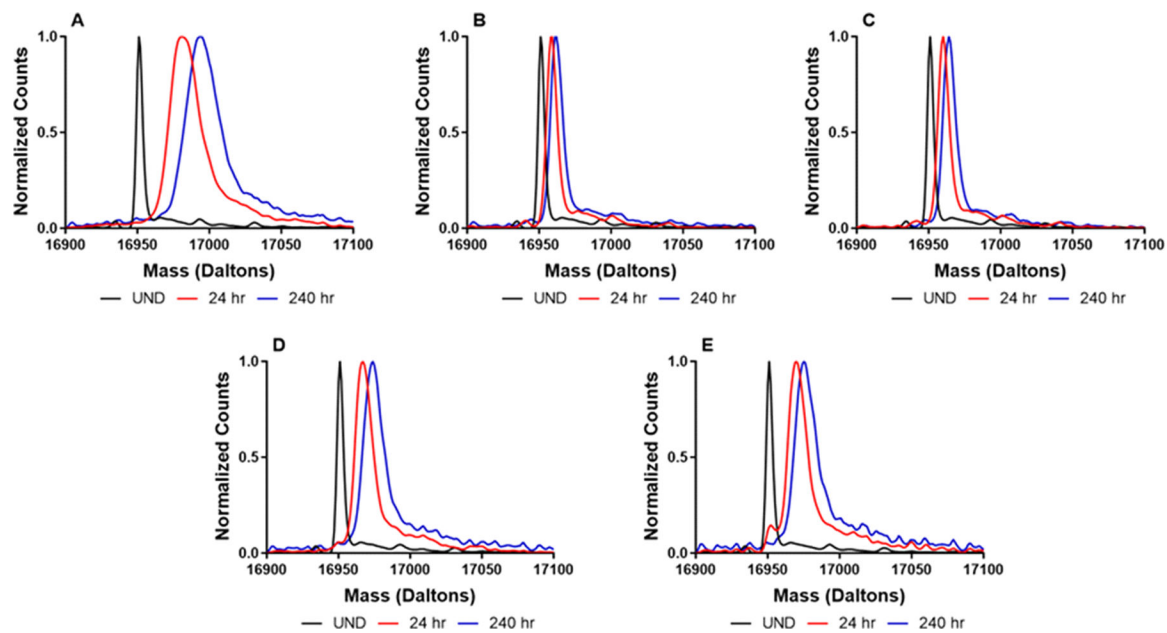 A
Normalized Counts
1.0
0.5
0.0
16900 16950 17000 17050 17100
Mass (Daltons)
UND 24 hr 240 hr
B
Normalized Counts
1.0
0.5
0.0
16900 16950 17000 17050 17100
Mass (Daltons)
UND 24 hr 240 hr
C
Normalized Counts
1.0
0.5
0.0
16900 16950 17000 17050 17100
Mass (Daltons)
UND 24 hr 240 hr
D
Normalized Counts
1.0
0.5
0.0
16900 16950 17000 17050 17100
Mass (Daltons)
UND 24 hr 240 hr
E
Normalized Counts
1.0
0.5
0.0
16900 16950 17000 17050 17100
Mass (Daltons)
UND 24 hr 240 hr